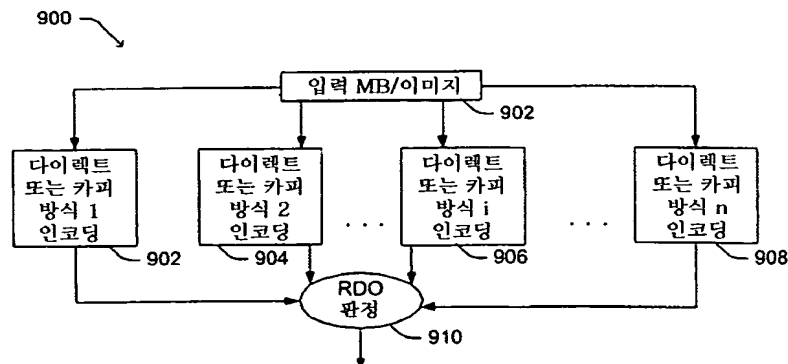 900
입력 MB/이미지
902
다이렉트
또는 카피
방식 1
인코딩
902
다이렉트
또는 카피
방식 2
인코딩
904
. . .
다이렉트
또는 카피
방식 i
인코딩
906
. . .
다이렉트
또는 카피
방식 n
인코딩
908
RDO
판정
910